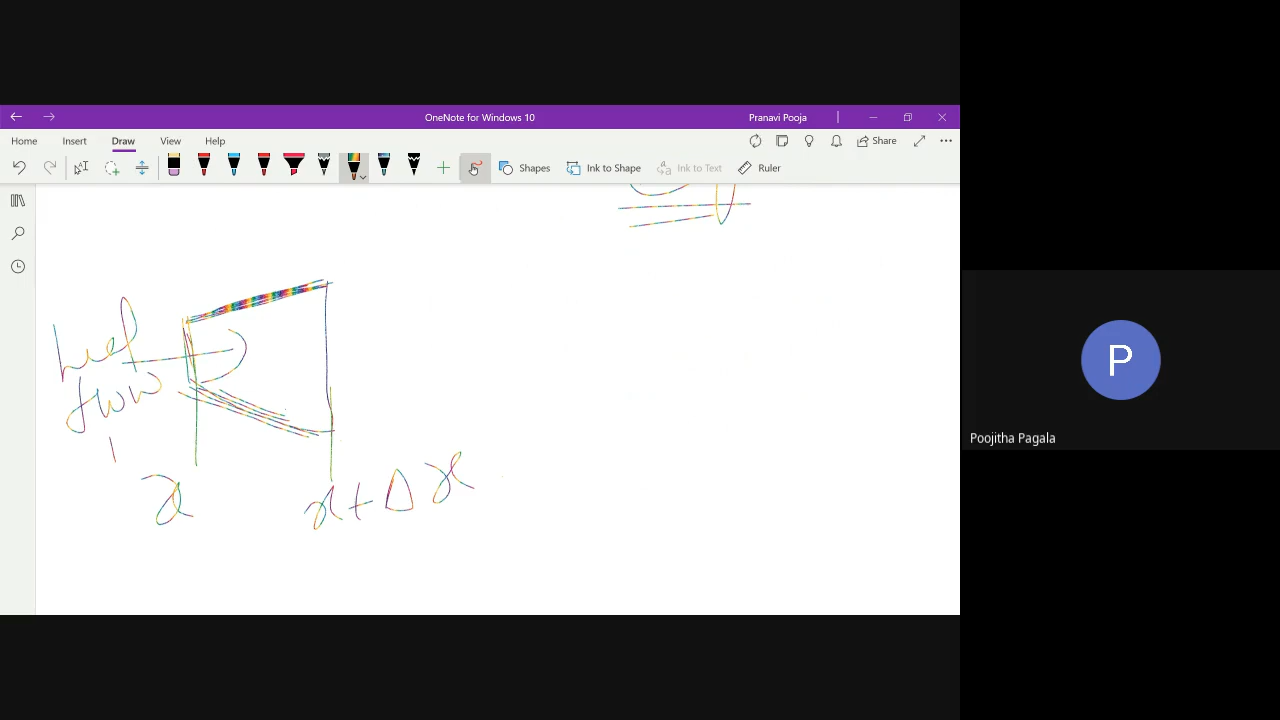 OneNote for Windows 10
Pranavi Pooja
Home Insert Draw View Help
Share
Shapes
Ink to Shape
Ink to Text
Ruler
flow
x
x + Δx
P
Poojitha Pagala